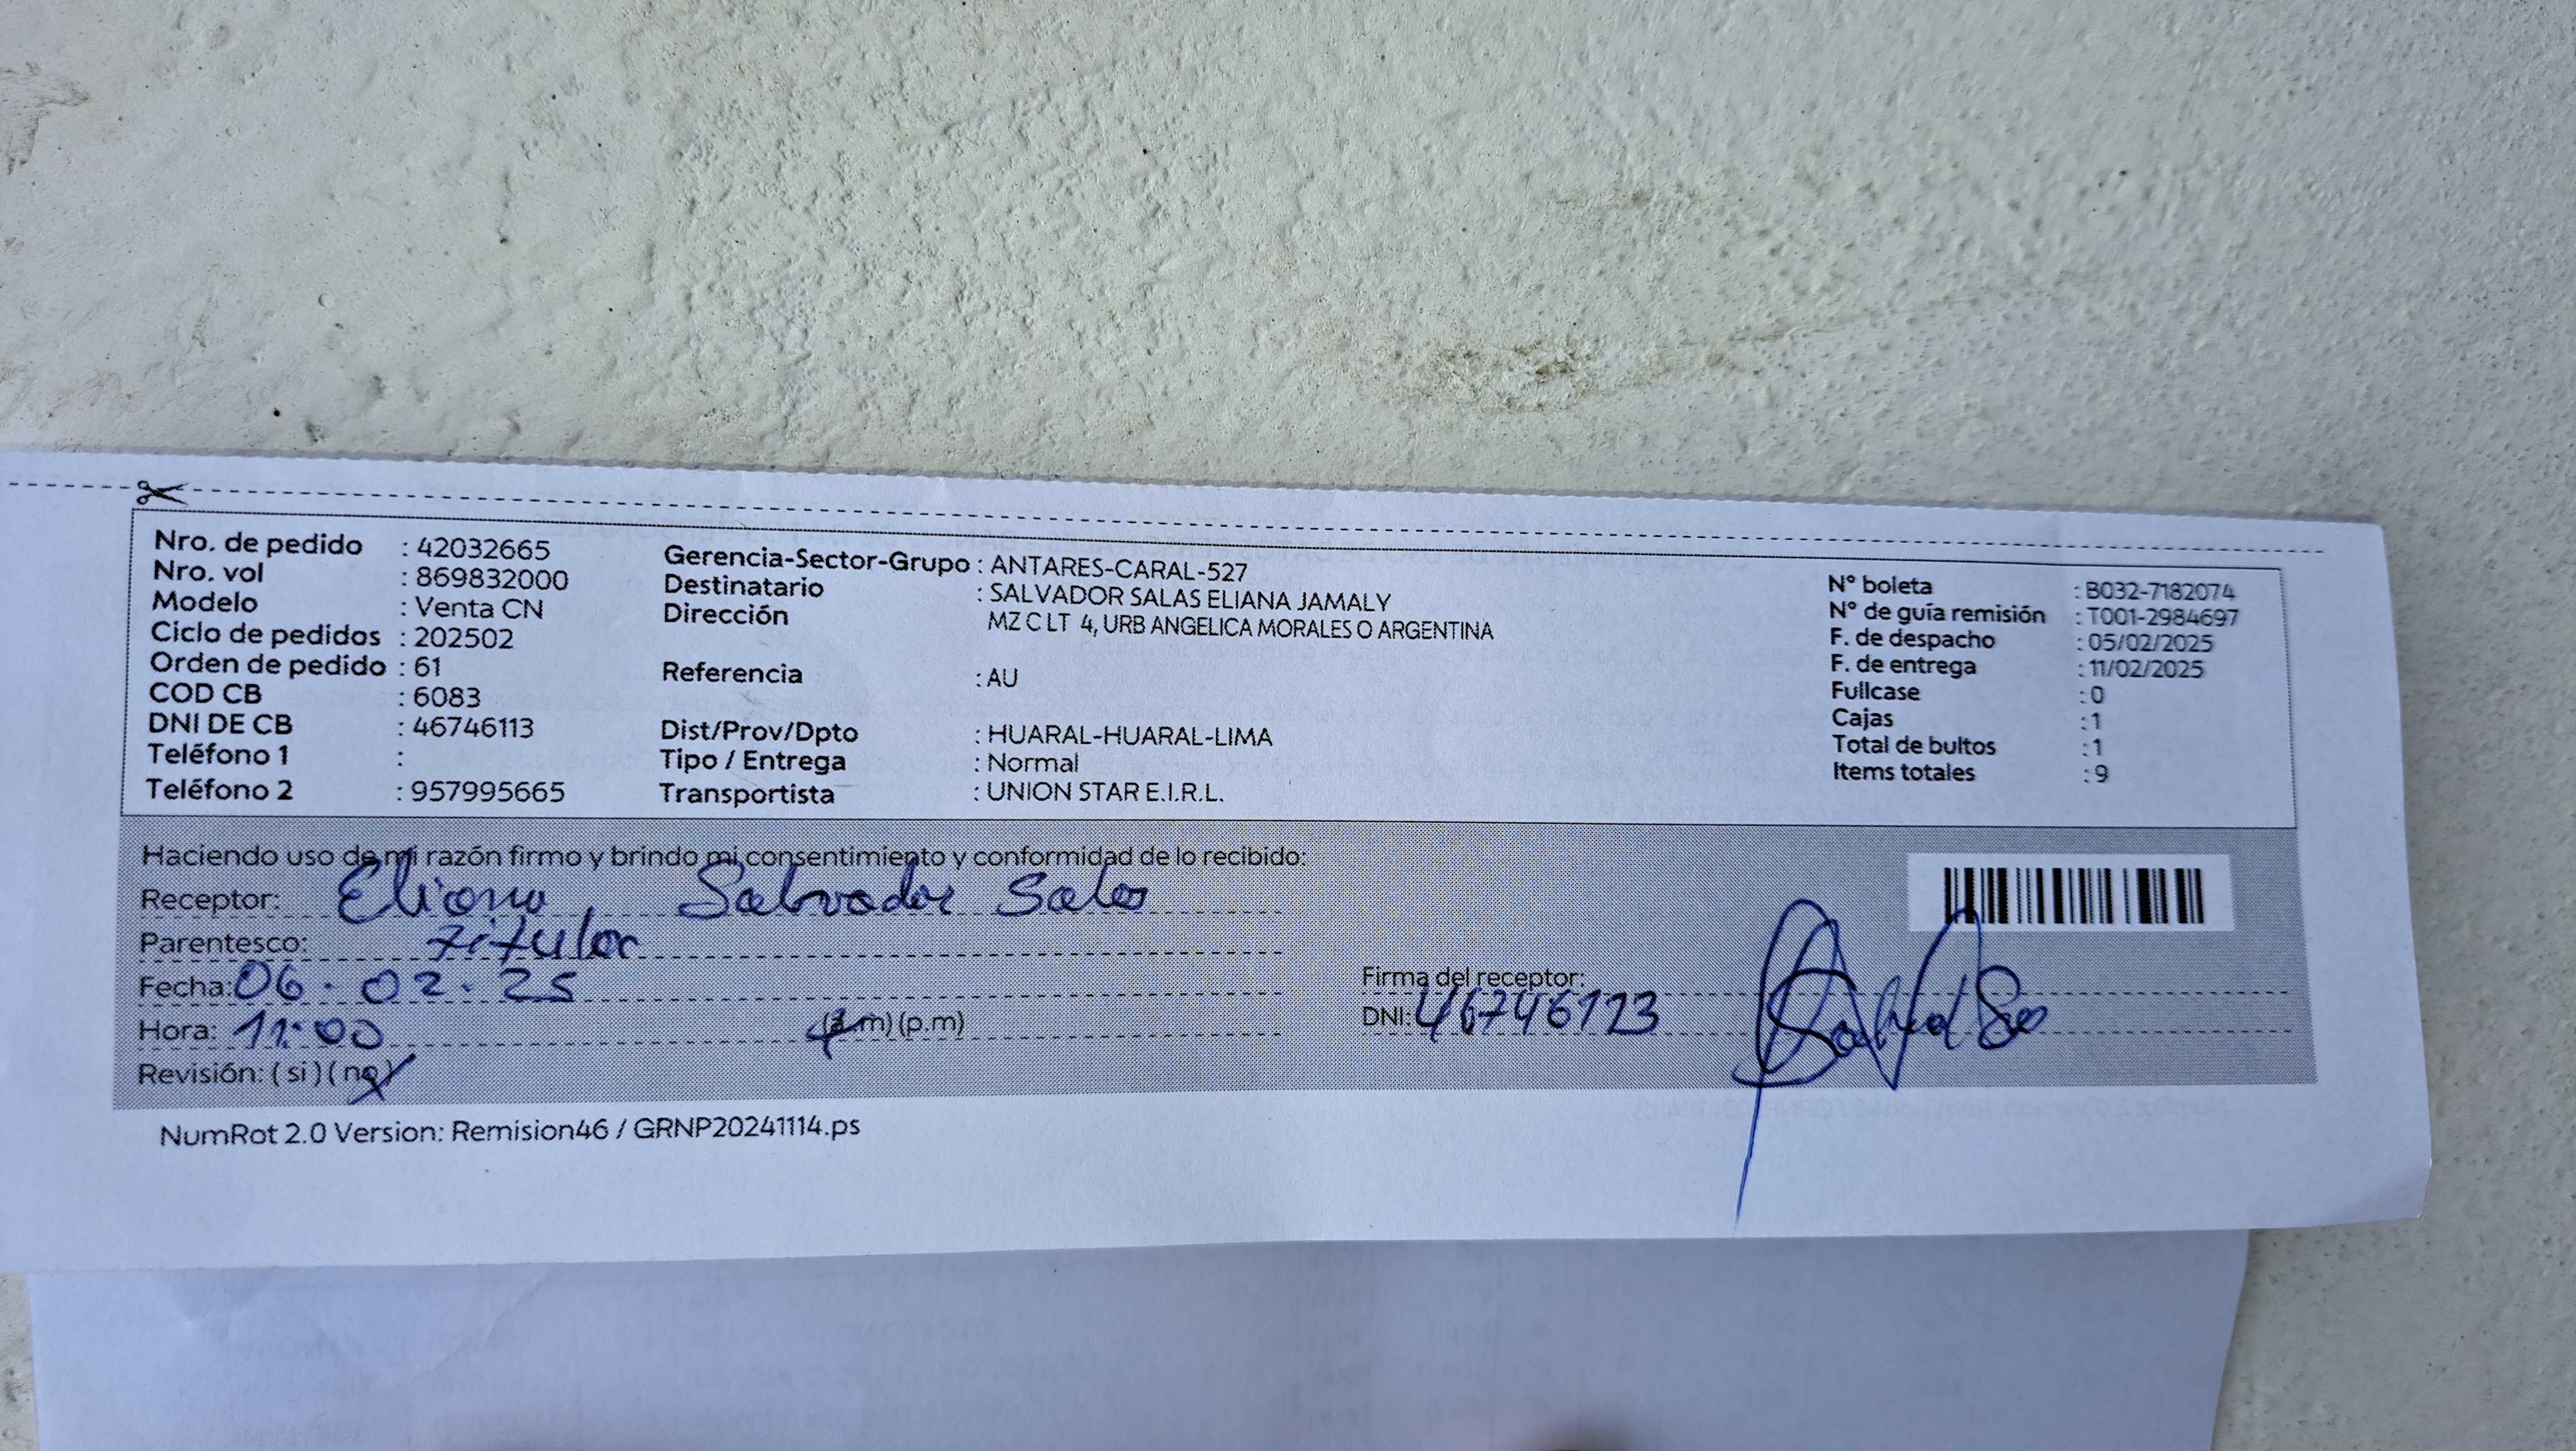 Nro. de pedido : 42032665
Nro. vol : 869832000
Modelo : Venta CN
Ciclo de pedidos : 202502
Orden de pedido : 61
COD CB : 6083
DNI DE CB : 46746113
Teléfono 1 :
Teléfono 2 : 957995665
Gerencia-Sector-Grupo : ANTARES-CARAL-527
Destinatario : SALVADOR SALAS ELIANA JAMALY
Dirección MZ C LT 4, URB ANGELICA MORALES O ARGENTINA
Referencia : AU
Dist/Prov/Dpto : HUARAL-HUARAL-LIMA
Tipo / Entrega : Normal
Transportista : UNION STAR E.I.R.L.
N° boleta : B032-7182074
N° de guía remisión : T001-2984697
F. de despacho : 05/02/2025
F. de entrega : 11/02/2025
Fullcase : 0
Cajas : 1
Total de bultos : 1
Items totales : 9
Haciendo uso de mi razón firmo y brindo mi consentimiento y conformidad de lo recibido:
Receptor: Eliana Salvador Salas
Parentesco: titular
Fecha: 06.02.25
Hora: 11:00 (a.m) (p.m)
Revisión: ( si ) ( no )
Firma del receptor:
DNI: 46746113
NumRot 2.0 Version: Remision46 / GRNP20241114.ps